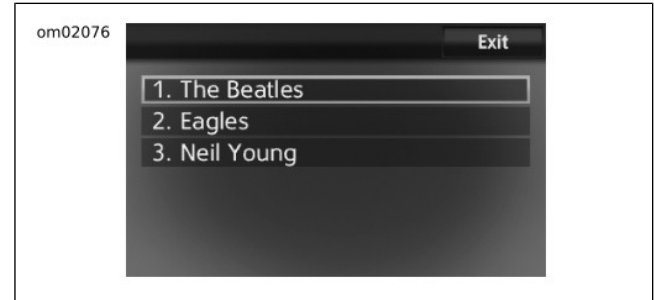 om02076
Exit
1. The Beatles
2. Eagles
3. Neil Young